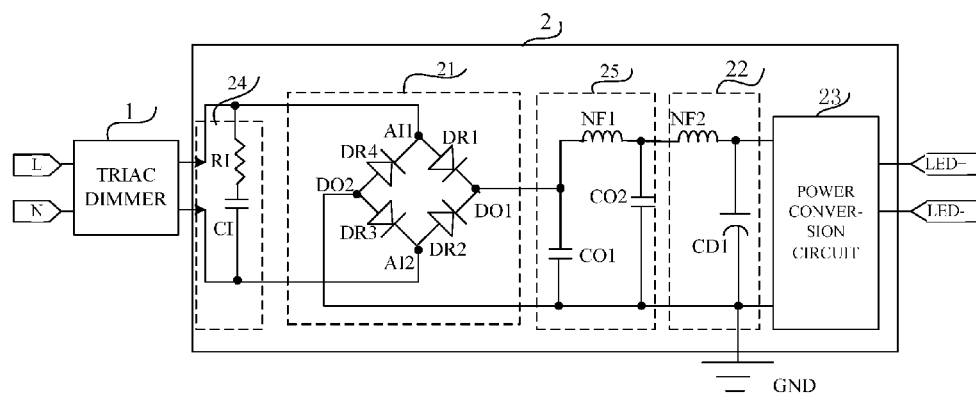 2
21
24
25
22
1
23
NF1
NF2
AI1
DR1
DR4
RI
L
TRIAC
DIMMER
LED+
DO2
DO1
CO2
POWER
CONVER-
SION
CIRCUIT
N
LED-
CI
DR3
DR2
CD1
AI2
CO1
GND